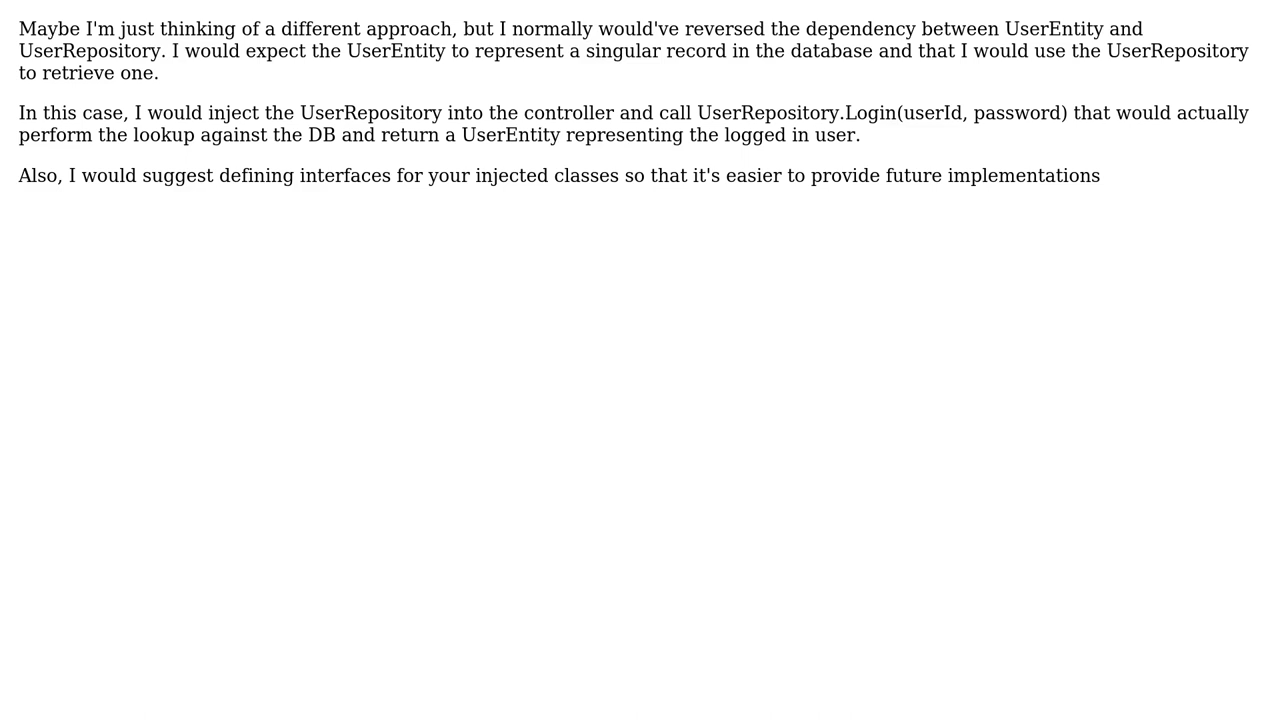 Maybe I'm just thinking of a different approach, but I normally would've reversed the dependency between UserEntity and
UserRepository. I would expect the UserEntity to represent a singular record in the database and that I would use the UserRepository
to retrieve one.
In this case, I would inject the UserRepository into the controller and call UserRepository.Login(userId, password) that would actually
perform the lookup against the DB and return a UserEntity representing the logged in user.
Also, I would suggest defining interfaces for your injected classes so that it's easier to provide future implementations